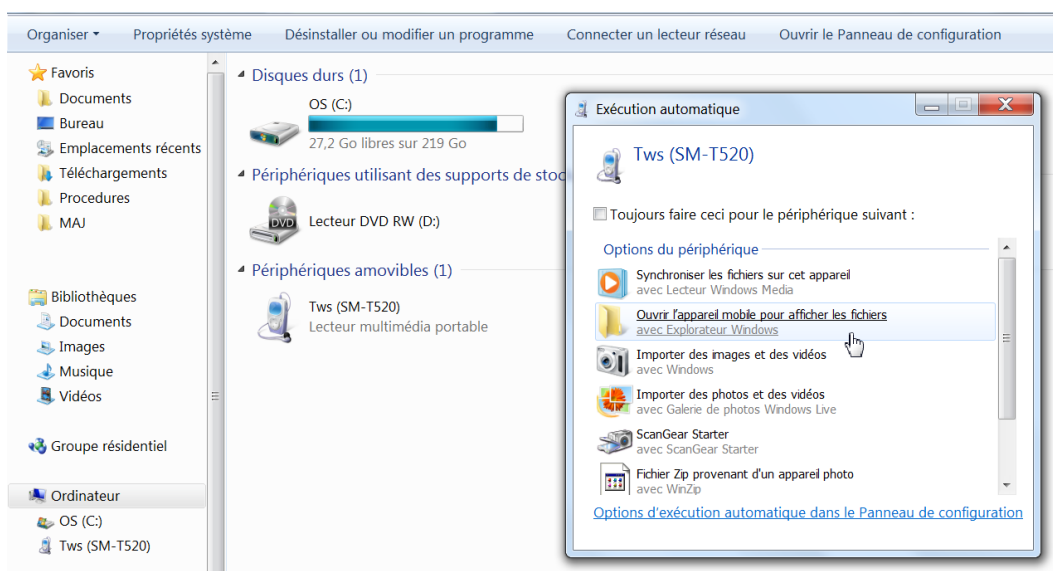 Organiser Propriétés système Désinstaller ou modifier un programme Connecter un lecteur réseau Ouvrir le Panneau de configuration
Favoris
Documents
Bureau
Emplacements récents
Téléchargements
Procedures
MAJ
Bibliothèques
Documents
Images
Musique
Vidéos
Groupe résidentiel
Ordinateur
OS (C:)
Tws (SM-T520)
Disques durs (1)
OS (C:)
27,2 Go libres sur 219 Go
Périphériques utilisant des supports de stoc
DVD
Lecteur DVD RW (D:)
Périphériques amovibles (1)
Tws (SM-T520)
Lecteur multimédia portable
Exécution automatique
Tws (SM-T520)
Toujours faire ceci pour le périphérique suivant :
Options du périphérique
Synchroniser les fichiers sur cet appareil
avec Lecteur Windows Media
Ouvrir l'appareil mobile pour afficher les fichiers
avec Explorateur Windows
Importer des images et des vidéos
avec Windows
Importer des photos et des vidéos
avec Galerie de photos Windows Live
ScanGear Starter
avec ScanGear Starter
Fichier Zip provenant d'un appareil photo
avec WinZip
Options d'exécution automatique dans le Panneau de configuration